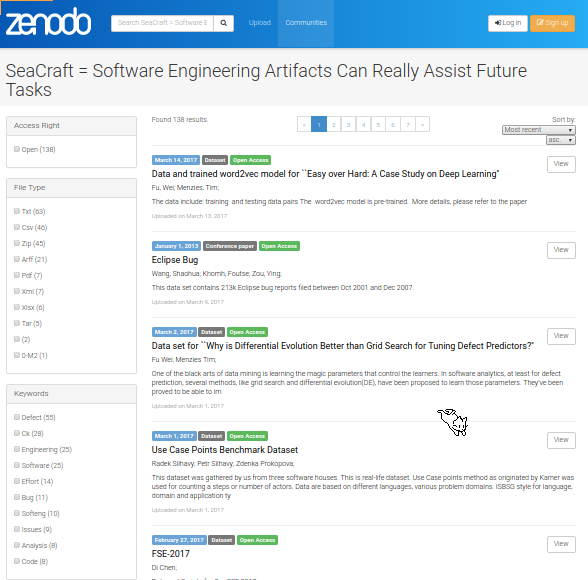 zenodo
Search SeaCraft = Software E
Upload
Communities
Log in
Sign up
SeaCraft = Software Engineering Artifacts Can Really Assist Future
Tasks
Access Right
Open (138)
File Type
Txt (63)
Csv (46)
Zip (45)
Arff (21)
Pdf (7)
Xml (7)
Xlsx (6)
Tar (5)
(2)
0-M2 (1)
Keywords
Defect (55)
Ck (28)
Engineering (25)
Software (25)
Effort (14)
Bug (11)
Softeng (10)
Issues (9)
Analysis (8)
Code (8)
Found 138 results.
« 1 2 3 4 5 6 7 »
Sort by:
Most recent
asc.
March 14, 2017 Dataset Open Access
View
Data and trained word2vec model for ``Easy over Hard: A Case Study on Deep Learning''
Fu, Wei; Menzies, Tim;
The data include: training and testing data pairs The word2vec model is pre-trained. More details, please refer to the paper
Uploaded on March 13, 2017
January 1, 2013 Conference paper Open Access
View
Eclipse Bug
Wang, Shaohua; Khomh, Foutse; Zou, Ying;
This data set contains 213k Eclipse bug reports filed between Oct 2001 and Dec 2007.
Uploaded on March 9, 2017
March 2, 2017 Dataset Open Access
View
Data set for ``Why is Differential Evolution Better than Grid Search for Tuning Defect Predictors?''
Fu Wei; Menzies Tim;
One of the black arts of data mining is learning the magic parameters that control the learners. In software analytics, at least for defect
prediction, several methods, like grid search and differential evolution(DE), have been proposed to learn those parameters. They've been
proved to be able to im
Uploaded on March 1, 2017
March 1, 2017 Dataset Open Access
View
Use Case Points Benchmark Dataset
Radek Silhavy; Petr Silhavy; Zdenka Prokopova;
This dataset was gathered by us from three software houses. This is real-life dataset. Use Case points method as originated by Karner was
used for counting a steps or number of actors. Data are based on different languages, various problem domains. ISBSG style for language,
domain and application ty
Uploaded on March 1, 2017
February 27, 2017 Dataset Open Access
View
FSE-2017
Di Chen;